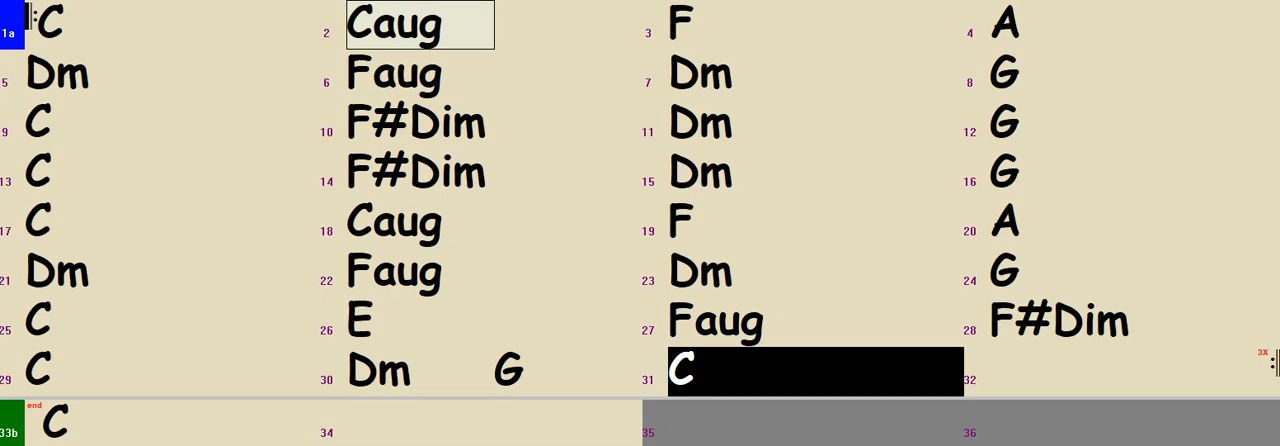 1a C 2 Caug 3 F 4 A
5 Dm 6 Faug 7 Dm 8 G
9 C 10 F#Dim 11 Dm 12 G
13 C 14 F#Dim 15 Dm 16 G
17 C 18 Caug 19 F 20 A
21 Dm 22 Faug 23 Dm 24 G
25 C 26 E 27 Faug 28 F#Dim
29 C 30 Dm G 31 C 32 3X
33b end C 34 35 36